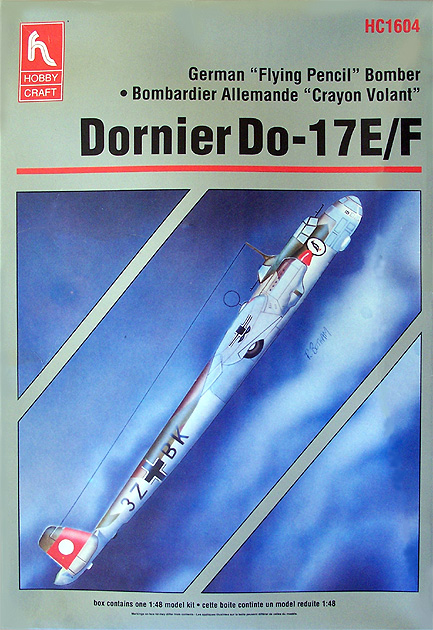 HC1604
HOBBY
CRAFT
German "Flying Pencil" Bomber
• Bombardier Allemande "Crayon Volant"
Dornier Do-17E/F
3Z BK
box contains one 1:48 model kit • cette boite contiente un model reduite 1:48